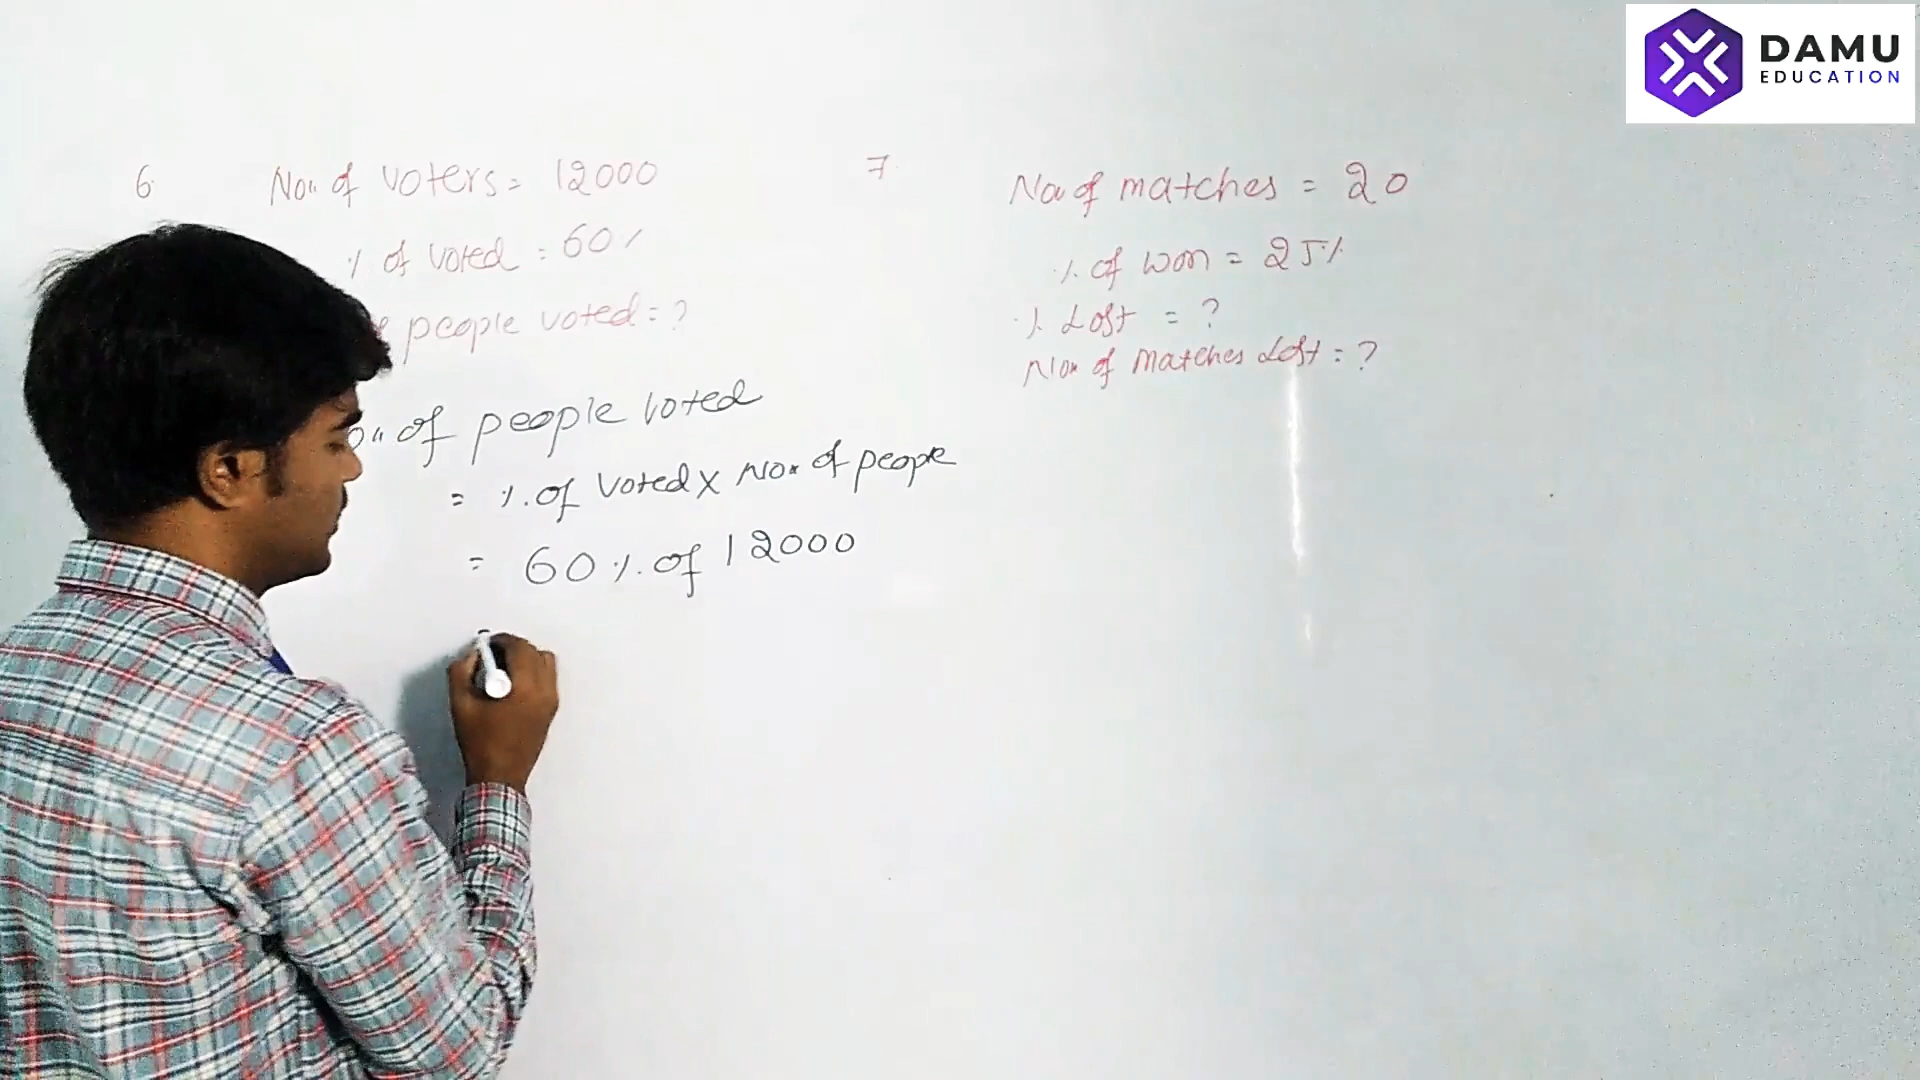 DAMU
EDUCATION
6. No" of voters = 12000
% of voted = 60%
people voted = ?
of people voted
= %. of voted x No" of people
= 60 %. of 12000
7. No of matches = 20
%. of won = 25%.
%. Lost = ?
No" of Matches Lost = ?